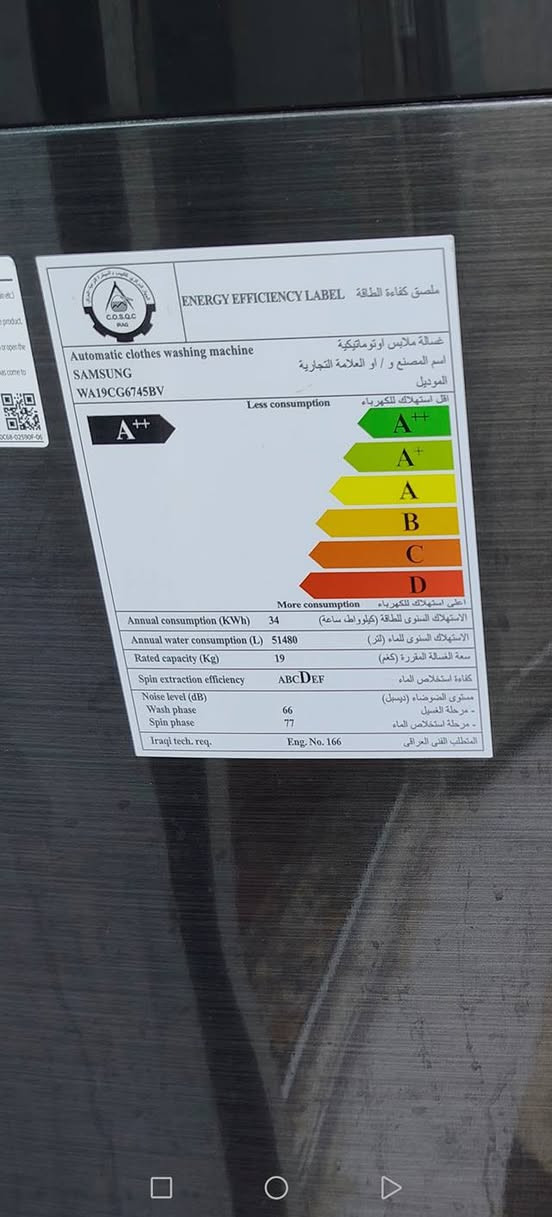 e etc.)
product.
C.O.S.Q.C
IRAQ
ENERGY EFFICIENCY LABEL ملصق كفاءة الطاقة
Automatic clothes washing machine غسالة ملابس اوتوماتيكية
SAMSUNG اسم المصنع و / او العلامة التجارية
WA19CG6745BV الموديل
Less consumption اقل استهلاك للكهرباء
A++ A++
A+
A
B
C
D
More consumption اعلى استهلاك للكهرباء
Annual consumption (KWh) 34 الاستهلاك السنوي للطاقة (كيلوواط ساعة)
Annual water consumption (L) 51480 الاستهلاك السنوي للماء (لتر)
Rated capacity (Kg) 19 سعة الغسالة المقررة (كغم)
Spin extraction efficiency ABCDEF كفاءة استخلاص الماء
Noise level (dB) مستوى الضوضاء (ديسبل)
Wash phase 66 - مرحلة الغسيل
Spin phase 77 - مرحلة استخلاص الماء
Iraqi tech. req. Eng. No. 166 المتطلب الفني العراقي